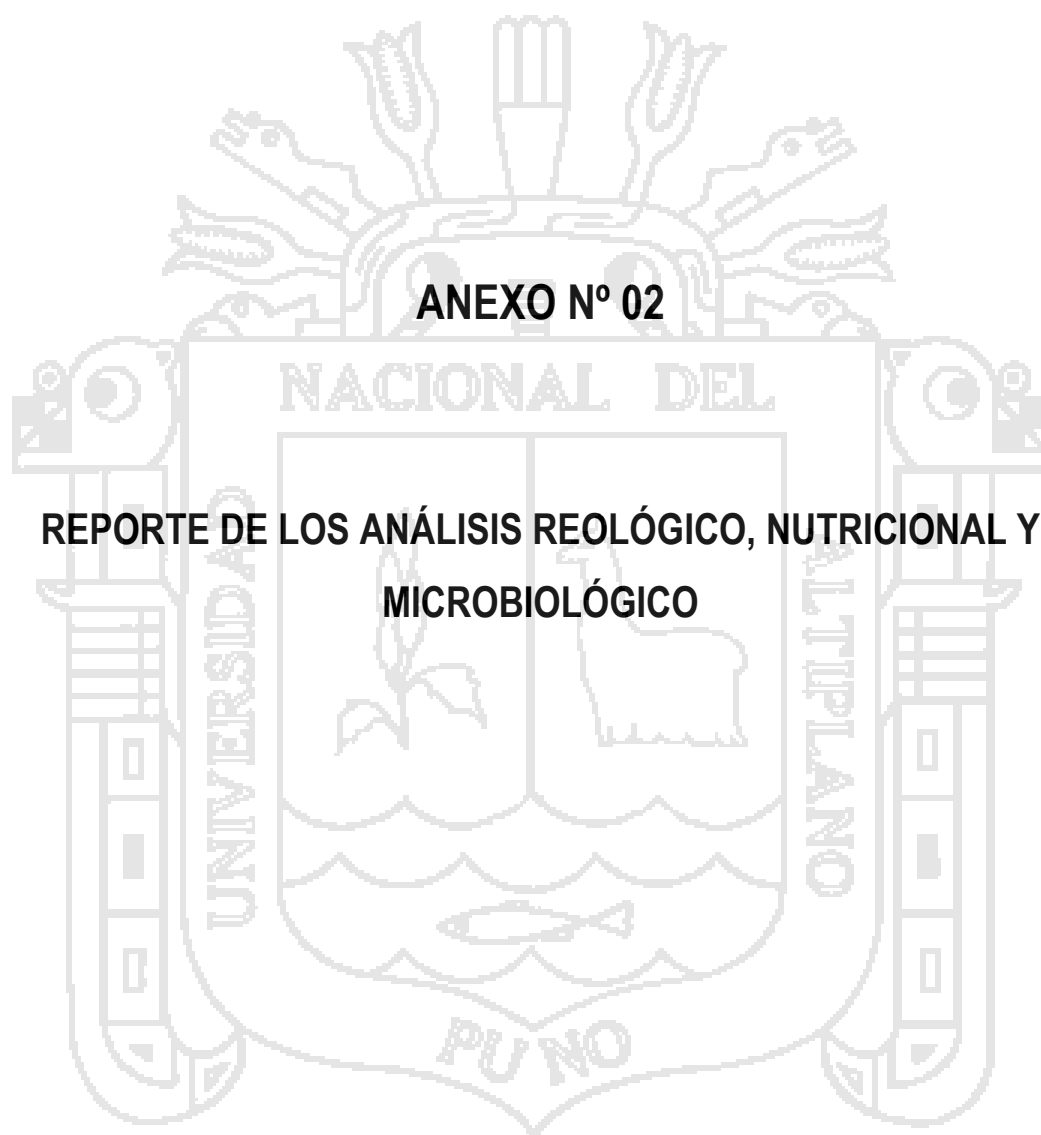 ANEXO Nº 02
NACIONAL DEL
REPORTE DE LOS ANÁLISIS REOLÓGICO, NUTRICIONAL Y
MICROBIOLÓGICO
UNIVERSIDAD
ALTIPLANO
PUNO